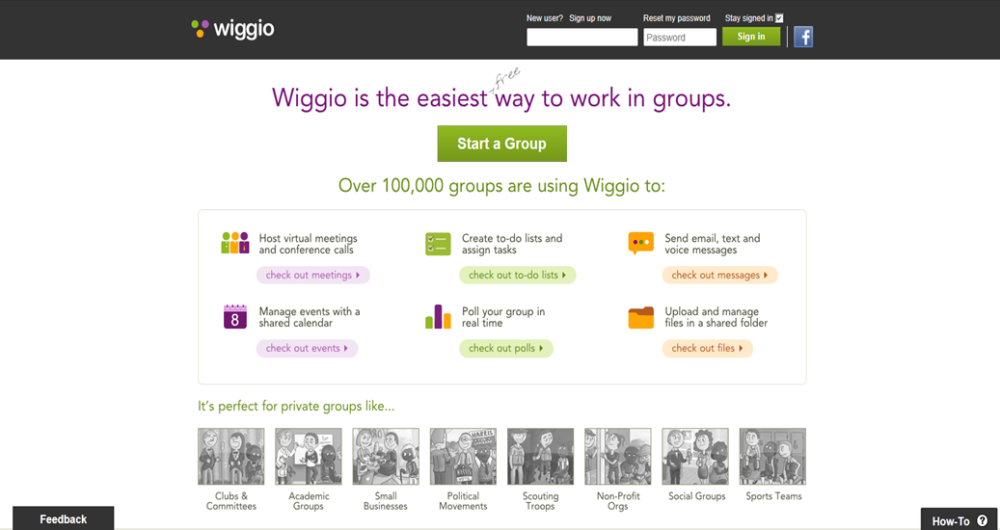 wiggio
New user? Sign up now
Reset my password
Stay signed in
Password
Sign in
f
free
Wiggio is the easiest way to work in groups.
Start a Group
Over 100,000 groups are using Wiggio to:
Host virtual meetings
and conference calls
check out meetings
Create to-do lists and
assign tasks
check out to-do lists
Send email, text and
voice messages
check out messages
8
Manage events with a
shared calendar
check out events
Poll your group in
real time
check out polls
Upload and manage
files in a shared folder
check out files
It's perfect for private groups like...
HARRIS
VOTE
Clubs &
Committees
Academic
Groups
Small
Businesses
Political
Movements
Scouting
Troops
Non-Profit
Orgs
Social Groups
Sports Teams
Feedback
How-To ?